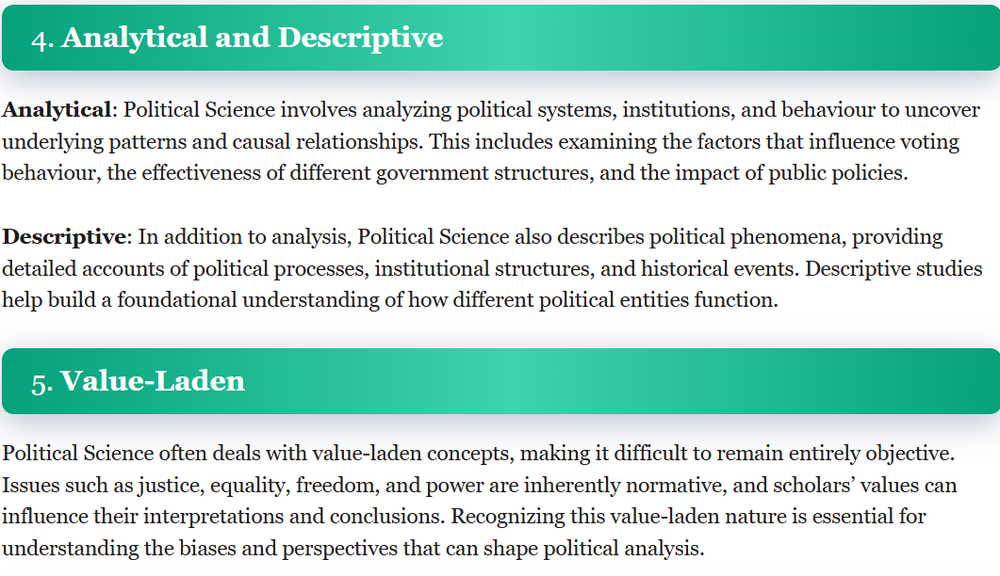 4. Analytical and Descriptive
Analytical: Political Science involves analyzing political systems, institutions, and behaviour to uncover
underlying patterns and causal relationships. This includes examining the factors that influence voting
behaviour, the effectiveness of different government structures, and the impact of public policies.
Descriptive: In addition to analysis, Political Science also describes political phenomena, providing
detailed accounts of political processes, institutional structures, and historical events. Descriptive studies
help build a foundational understanding of how different political entities function.
5. Value-Laden
Political Science often deals with value-laden concepts, making it difficult to remain entirely objective.
Issues such as justice, equality, freedom, and power are inherently normative, and scholars’ values can
influence their interpretations and conclusions. Recognizing this value-laden nature is essential for
understanding the biases and perspectives that can shape political analysis.